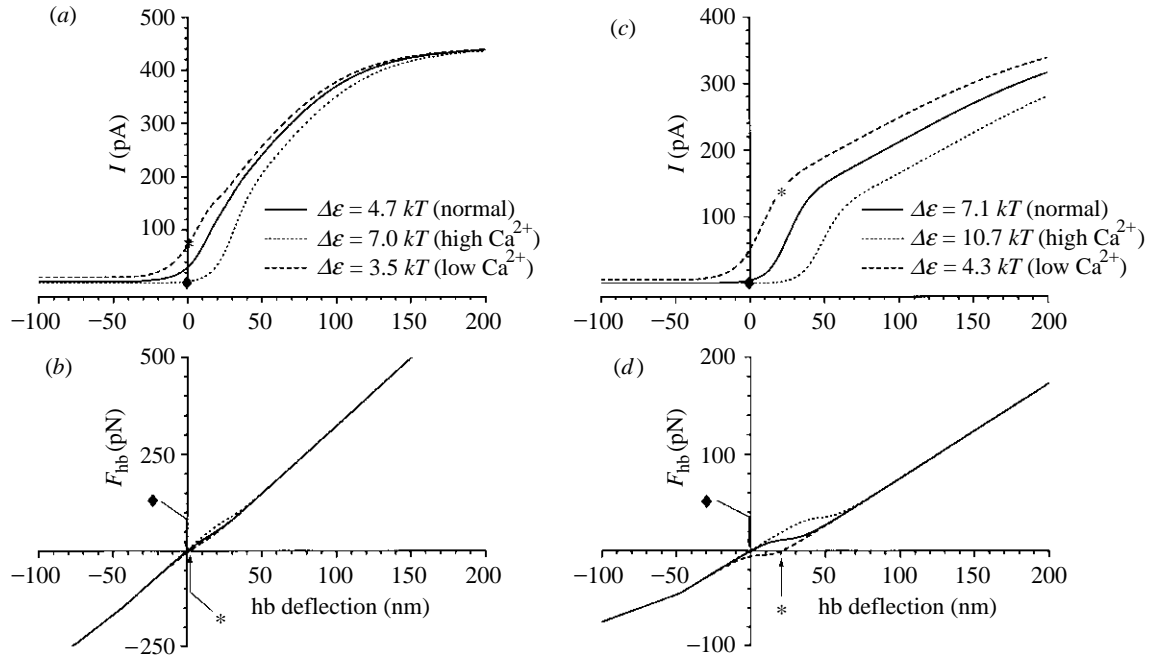 (a)
500
400
300
200
100
I (pA)
Δε = 4.7 kT (normal)
Δε = 7.0 kT (high Ca²⁺)
Δε = 3.5 kT (low Ca²⁺)
*
−100 −50 0 50 100 150 200
(c)
400
300
200
100
I (pA)
*
Δε = 7.1 kT (normal)
Δε = 10.7 kT (high Ca²⁺)
Δε = 4.3 kT (low Ca²⁺)
−100 −50 0 50 100 150 200
(b)
500
250
F_hb (pN)
−100 −50 0 50 100 150 200
* hb deflection (nm)
−250
(d)
200
100
F_hb (pN)
−100 −50 0 50 100 150 200
* hb deflection (nm)
−100